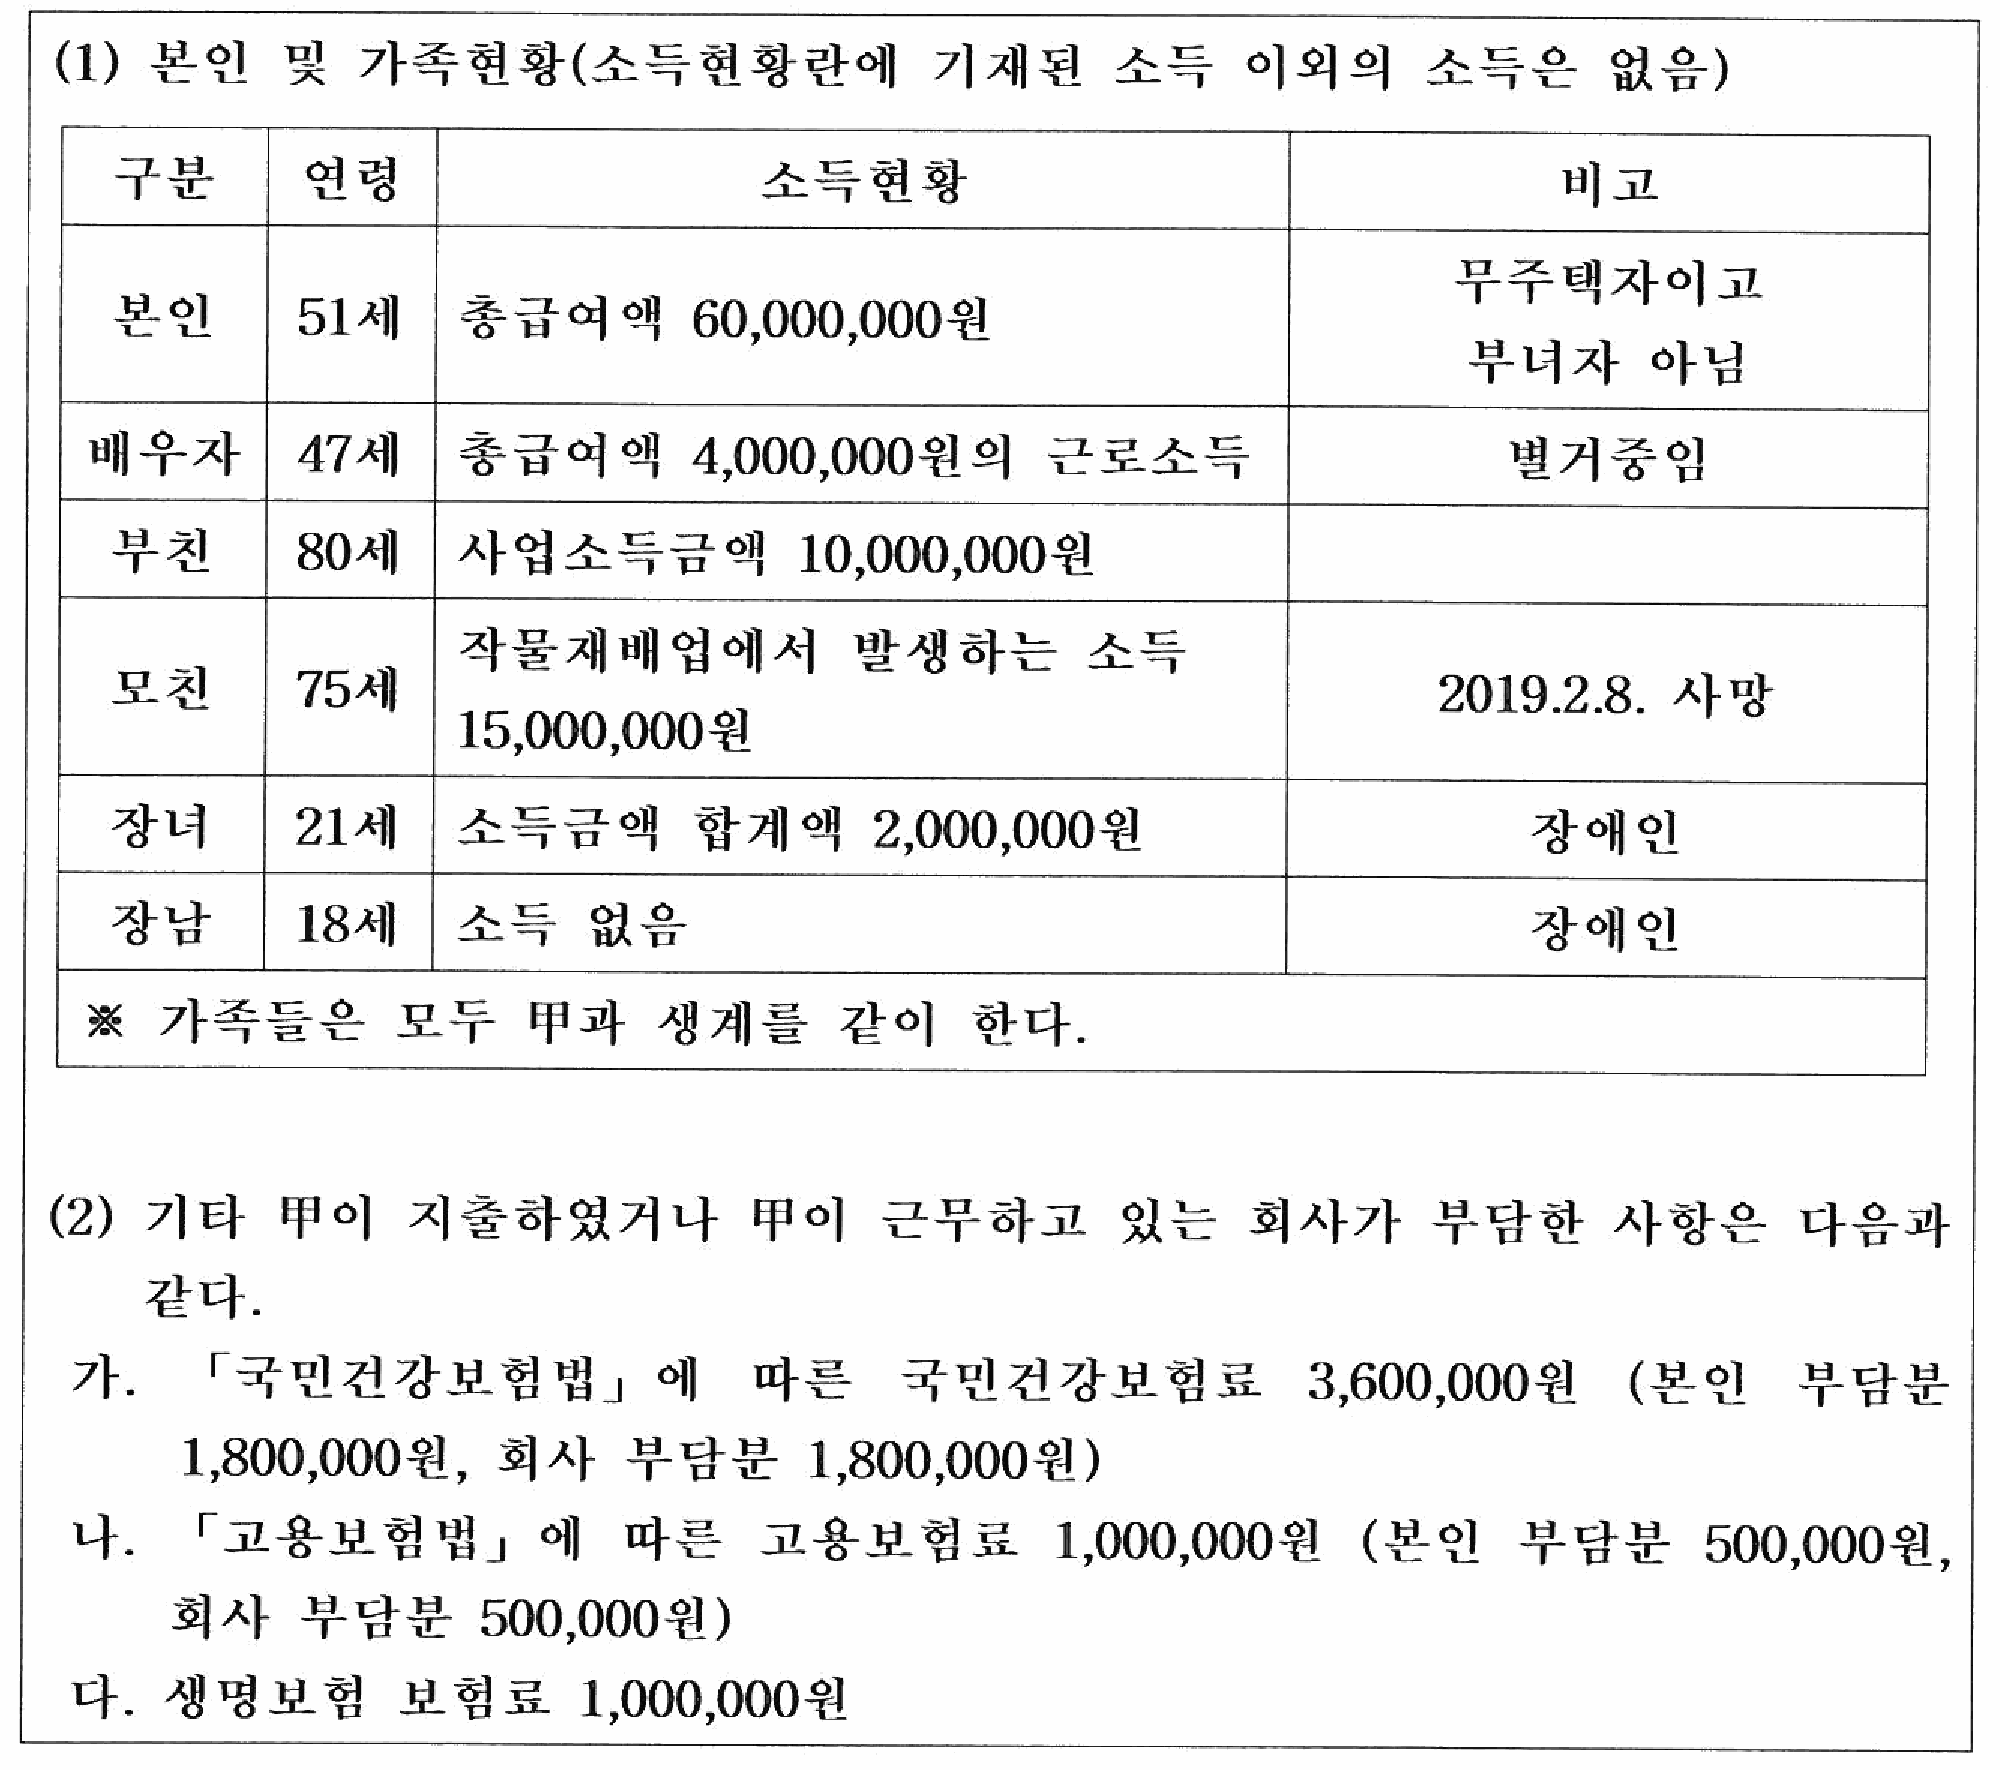 (1) 본인 및 가족현황(소득현황란에 기재된 소득 이외의 소득은 없음)
구분 연령 소득현황 비고
본인 51세 총급여액 60,000,000원 무주택자이고
부녀자 아님
배우자 47세 총급여액 4,000,000원의 근로소득 별거중임
부친 80세 사업소득금액 10,000,000원
모친 75세 작물재배업에서 발생하는 소득
15,000,000원 2019.2.8. 사망
장녀 21세 소득금액 합계액 2,000,000원 장애인
장남 18세 소득 없음 장애인
※ 가족들은 모두 甲과 생계를 같이 한다.
(2) 기타 甲이 지출하였거나 甲이 근무하고 있는 회사가 부담한 사항은 다음과
같다.
가. 「국민건강보험법」에 따른 국민건강보험료 3,600,000원 (본인 부담분
1,800,000원, 회사 부담분 1,800,000원)
나. 「고용보험법」에 따른 고용보험료 1,000,000원 (본인 부담분 500,000원,
회사 부담분 500,000원)
다. 생명보험 보험료 1,000,000원